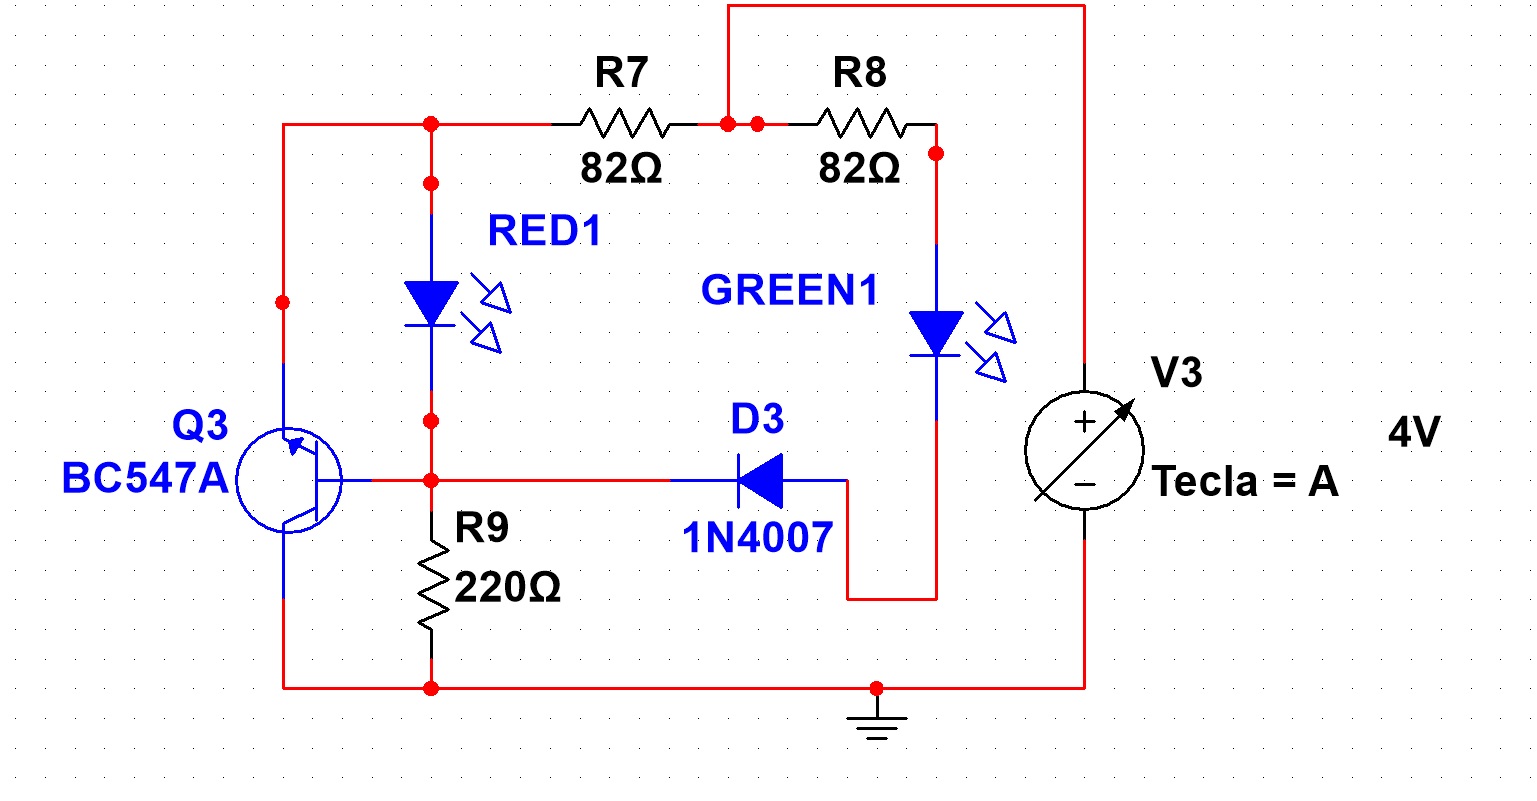 R7
82Ω
R8
82Ω
RED1
GREEN1
V3
4V
Tecla = A
Q3
BC547A
D3
1N4007
R9
220Ω